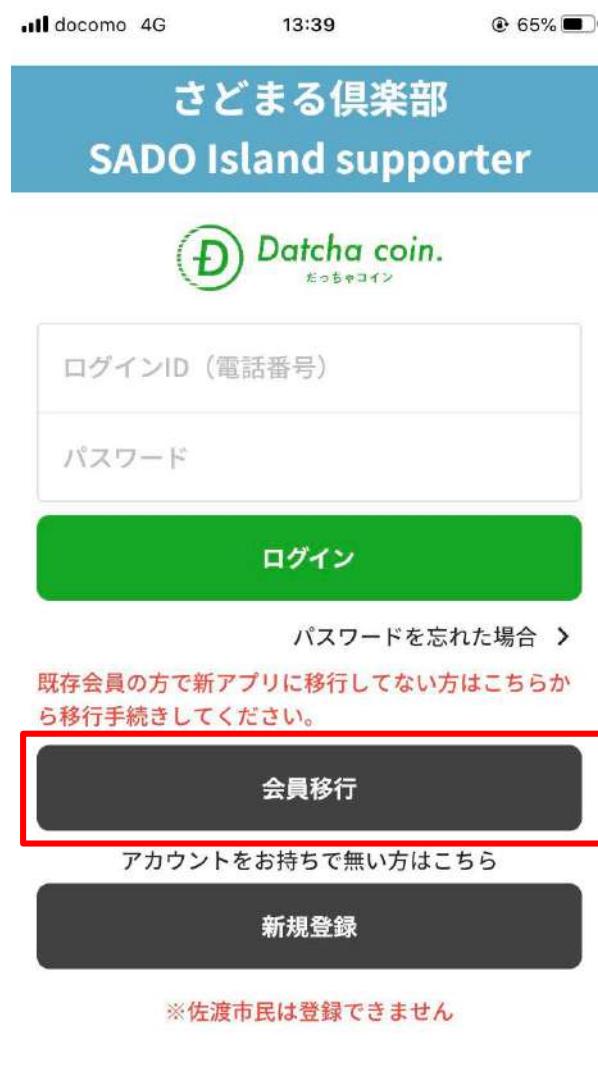 docomo 4G 13:39 65%
さどまる倶楽部
SADO Island supporter
Datcha coin.
だっちゃコイン
ログインID（電話番号）
パスワード
ログイン
パスワードを忘れた場合
既存会員の方で新アプリに移行してない方はこちらか
ら移行手続きしてください。
会員移行
アカウントをお持ちで無い方はこちら
新規登録
※佐渡市民は登録できません